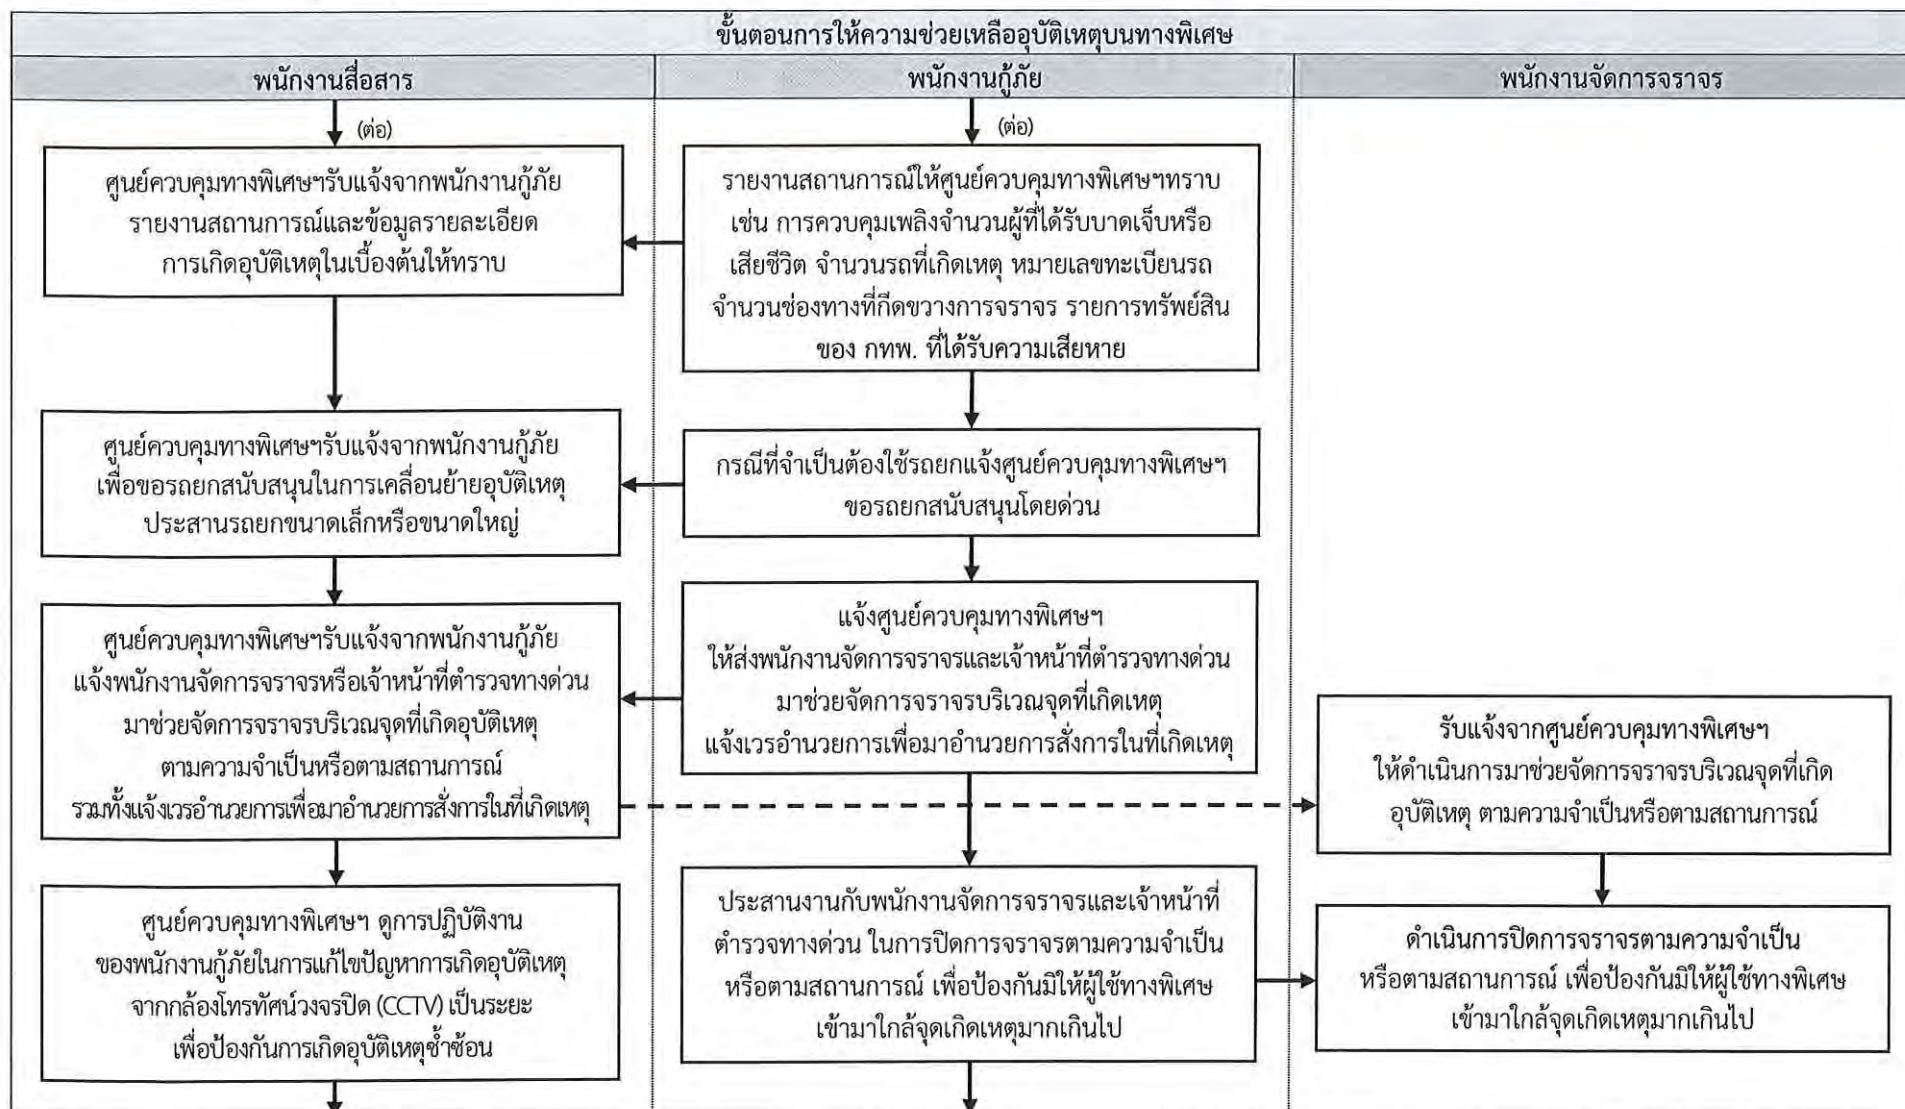 ขั้นตอนการให้ความช่วยเหลืออุบัติเหตุบนทางพิเศษ
พนักงานสื่อสาร
พนักงานกู้ภัย
พนักงานจัดการจราจร
(ต่อ)
(ต่อ)
ศูนย์ควบคุมทางพิเศษฯรับแจ้งจากพนักงานกู้ภัย
รายงานสถานการณ์และข้อมูลรายละเอียด
การเกิดอุบัติเหตุในเบื้องต้นให้ทราบ
รายงานสถานการณ์ให้ศูนย์ควบคุมทางพิเศษฯทราบ
เช่น การควบคุมเพลิงจำนวนผู้ที่ได้รับบาดเจ็บหรือ
เสียชีวิต จำนวนรถที่เกิดเหตุ หมายเลขทะเบียนรถ
จำนวนช่องทางที่กีดขวางการจราจร รายการทรัพย์สิน
ของ กทพ. ที่ได้รับความเสียหาย
ศูนย์ควบคุมทางพิเศษฯรับแจ้งจากพนักงานกู้ภัย
เพื่อขอรถยกสนับสนุนในการเคลื่อนย้ายอุบัติเหตุ
ประสานรถยกขนาดเล็กหรือขนาดใหญ่
กรณีที่จำเป็นต้องใช้รถยกแจ้งศูนย์ควบคุมทางพิเศษฯ
ขอรถยกสนับสนุนโดยด่วน
ศูนย์ควบคุมทางพิเศษฯรับแจ้งจากพนักงานกู้ภัย
แจ้งพนักงานจัดการจราจรหรือเจ้าหน้าที่ตำรวจทางด่วน
มาช่วยจัดการจราจรบริเวณจุดที่เกิดอุบัติเหตุ
ตามความจำเป็นหรือตามสถานการณ์
รวมทั้งแจ้งเวรอำนวยการเพื่อมาอำนวยการสั่งการในที่เกิดเหตุ
แจ้งศูนย์ควบคุมทางพิเศษฯ
ให้ส่งพนักงานจัดการจราจรและเจ้าหน้าที่ตำรวจทางด่วน
มาช่วยจัดการจราจรบริเวณจุดที่เกิดเหตุ
แจ้งเวรอำนวยการเพื่อมาอำนวยการสั่งการในที่เกิดเหตุ
รับแจ้งจากศูนย์ควบคุมทางพิเศษฯ
ให้ดำเนินการมาช่วยจัดการจราจรบริเวณจุดที่เกิด
อุบัติเหตุ ตามความจำเป็นหรือตามสถานการณ์
ศูนย์ควบคุมทางพิเศษฯ ดูการปฏิบัติงาน
ของพนักงานกู้ภัยในการแก้ไขปัญหาการเกิดอุบัติเหตุ
จากกล้องโทรทัศน์วงจรปิด (CCTV) เป็นระยะ
เพื่อป้องกันการเกิดอุบัติเหตุซ้ำซ้อน
ประสานงานกับพนักงานจัดการจราจรและเจ้าหน้าที่
ตำรวจทางด่วน ในการปิดการจราจรตามความจำเป็น
หรือตามสถานการณ์ เพื่อป้องกันมิให้ผู้ใช้ทางพิเศษ
เข้ามาใกล้จุดเกิดเหตุมากเกินไป
ดำเนินการปิดการจราจรตามความจำเป็น
หรือตามสถานการณ์ เพื่อป้องกันมิให้ผู้ใช้ทางพิเศษ
เข้ามาใกล้จุดเกิดเหตุมากเกินไป